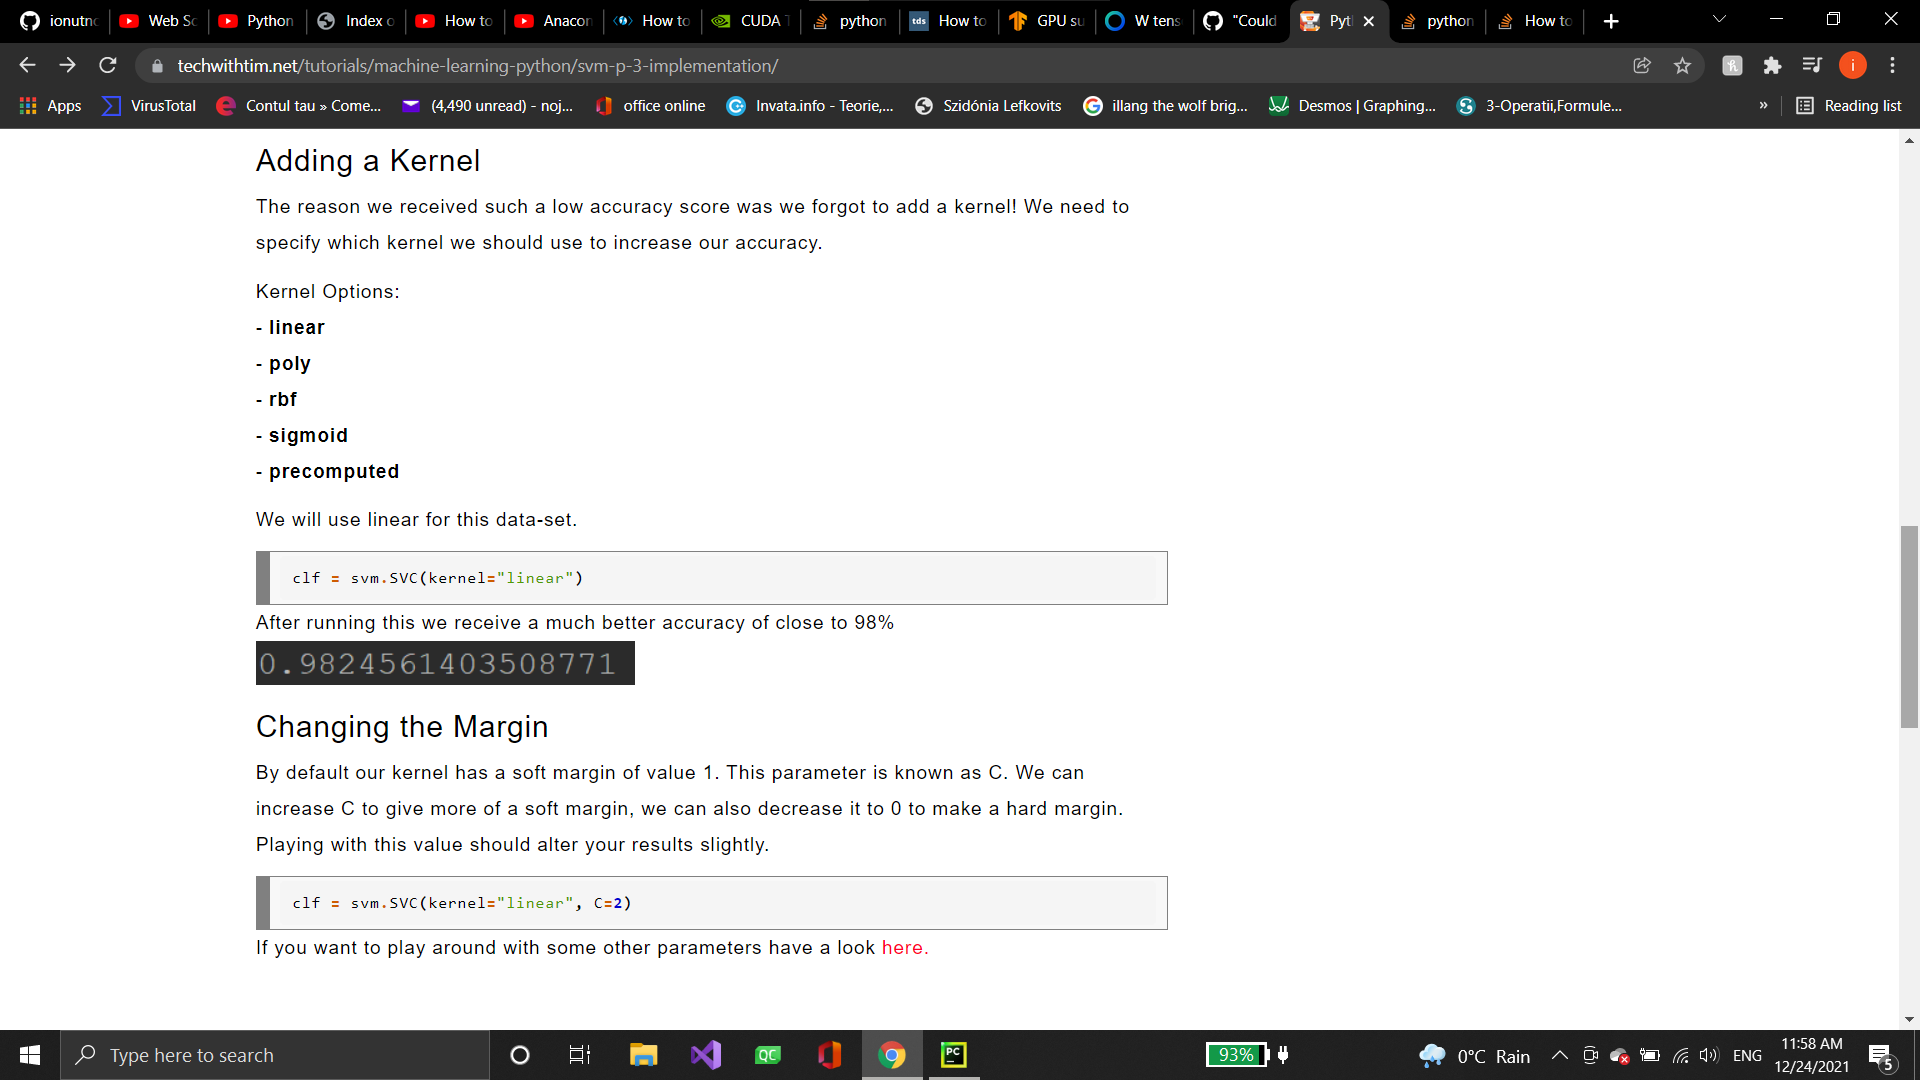 ionutnc
Web Sc
Python
Index o
How to
Anacon
How to
CUDA T
python
tds How to
GPU su
W tens
"Could
Pyt
python
How to
techwithtim.net/tutorials/machine-learning-python/svm-p-3-implementation/
i
Apps
VirusTotal
Contul tau » Come...
(4,490 unread) - noj...
office online
Invata.info - Teorie,...
Szidónia Lefkovits
illang the wolf brig...
Desmos | Graphing...
3-Operatii,Formule...
»
Reading list
Adding a Kernel
The reason we received such a low accuracy score was we forgot to add a kernel! We need to
specify which kernel we should use to increase our accuracy.
Kernel Options:
- linear
- poly
- rbf
- sigmoid
- precomputed
We will use linear for this data-set.
clf = svm.SVC(kernel="linear")
After running this we receive a much better accuracy of close to 98%
0.9824561403508771
Changing the Margin
By default our kernel has a soft margin of value 1. This parameter is known as C. We can
increase C to give more of a soft margin, we can also decrease it to 0 to make a hard margin.
Playing with this value should alter your results slightly.
clf = svm.SVC(kernel="linear", C=2)
If you want to play around with some other parameters have a look here.
Type here to search
QC
PC
93%
0°C Rain
ENG
11:58 AM
12/24/2021
5